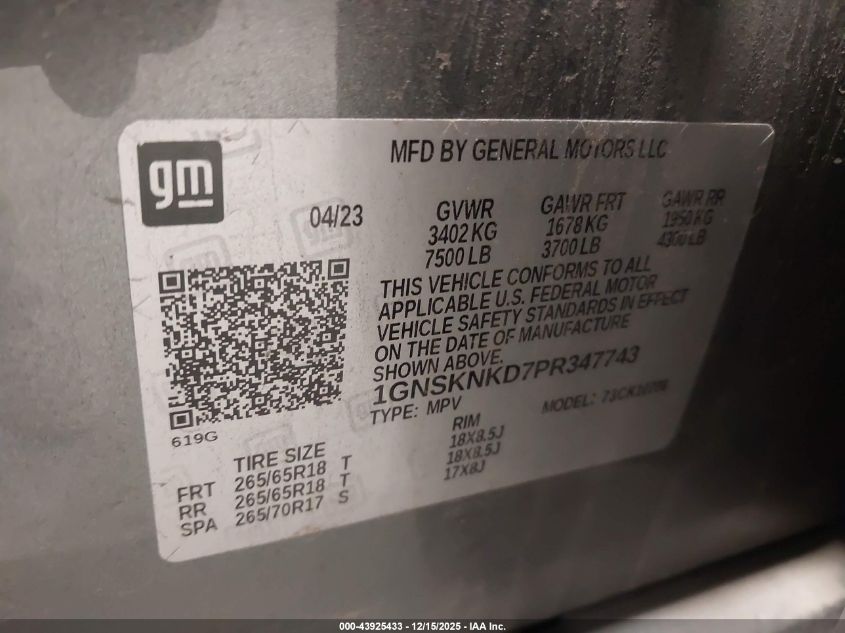 gm
MFD BY GENERAL MOTORS LLC
04/23
GVWR GAWR FRT GAWR RR
3402 KG 1678 KG 1950 KG
7500 LB 3700 LB 4300 LB
THIS VEHICLE CONFORMS TO ALL
APPLICABLE U.S. FEDERAL MOTOR
VEHICLE SAFETY STANDARDS IN EFFECT
ON THE DATE OF MANUFACTURE
SHOWN ABOVE.
1GNSKNKD7PR347743
TYPE: MPV MODEL:
619G
TIRE SIZE RIM
FRT 265/65R18 T 18X8.5J
RR 265/65R18 T 18X8.5J
SPA 265/70R17 S 17X8J
000-43925433 - 12/15/2025 - IAA Inc.